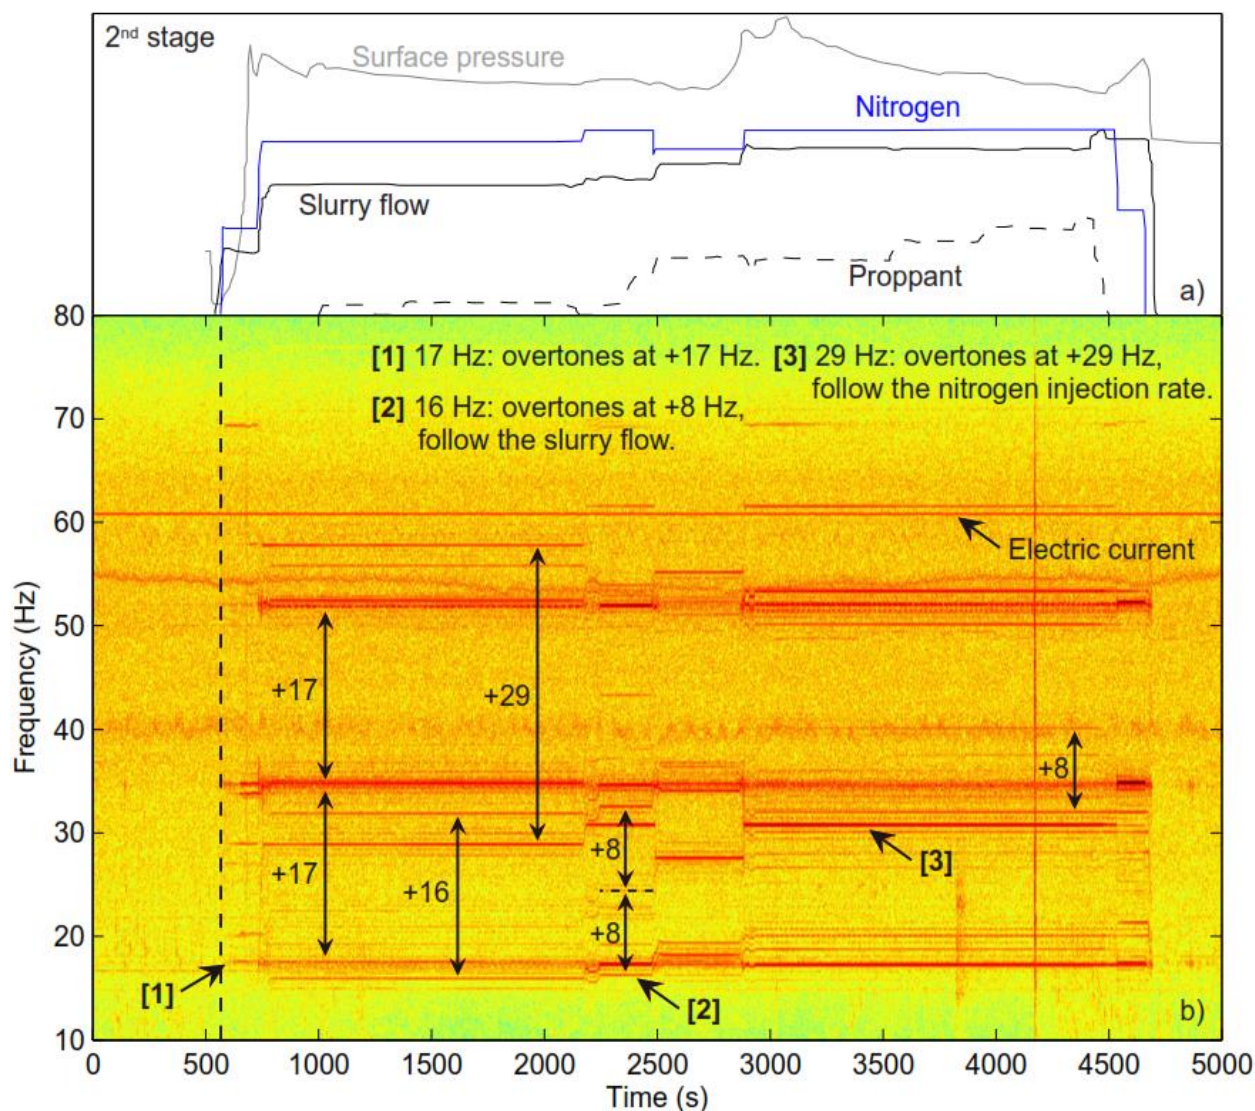 2nd stage
Surface pressure
Nitrogen
Slurry flow
Proppant
a)
80
70
60
50
40
30
20
10
Frequency (Hz)
[1] 17 Hz: overtones at +17 Hz.
[2] 16 Hz: overtones at +8 Hz,
follow the slurry flow.
[3] 29 Hz: overtones at +29 Hz,
follow the nitrogen injection rate.
Electric current
+17
+29
+8
+17
+16
+8
+8
[3]
[1]
[2]
b)
0 500 1000 1500 2000 2500 3000 3500 4000 4500 5000
Time (s)